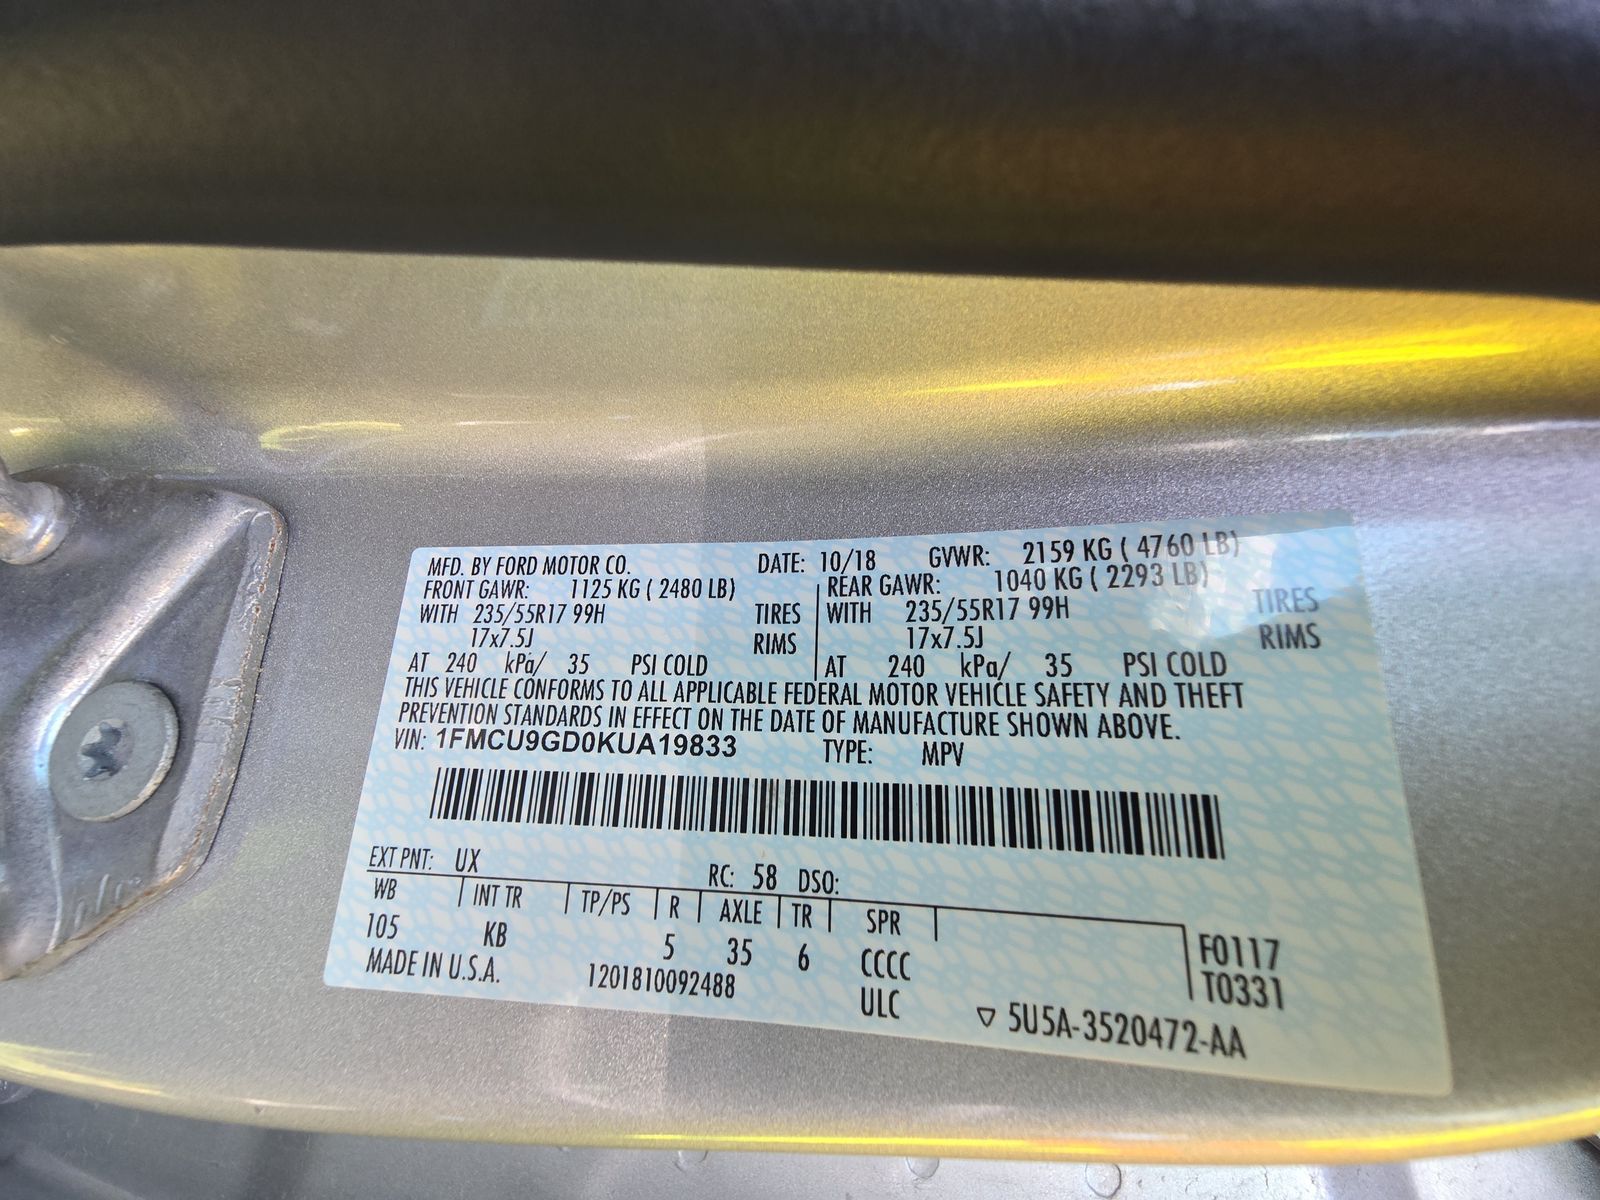 MFD. BY FORD MOTOR CO. DATE: 10/18 GVWR: 2159 KG ( 4760 LB)
FRONT GAWR: 1125 KG ( 2480 LB) REAR GAWR: 1040 KG ( 2293 LB)
WITH 235/55R17 99H TIRES WITH 235/55R17 99H TIRES
17x7.5J RIMS 17x7.5J RIMS
AT 240 kPa/ 35 PSI COLD AT 240 kPa/ 35 PSI COLD
THIS VEHICLE CONFORMS TO ALL APPLICABLE FEDERAL MOTOR VEHICLE SAFETY AND THEFT
PREVENTION STANDARDS IN EFFECT ON THE DATE OF MANUFACTURE SHOWN ABOVE.
VIN: 1FMCU9GD0KUA19833 TYPE: MPV
EXT PNT: UX RC: 58 DSO:
WB INT TR TP/PS R AXLE TR SPR
105 KB 5 35 6 CCCC F0117
MADE IN U.S.A. 1201810092488 ULC T0331
▽ 5U5A-3520472-AA